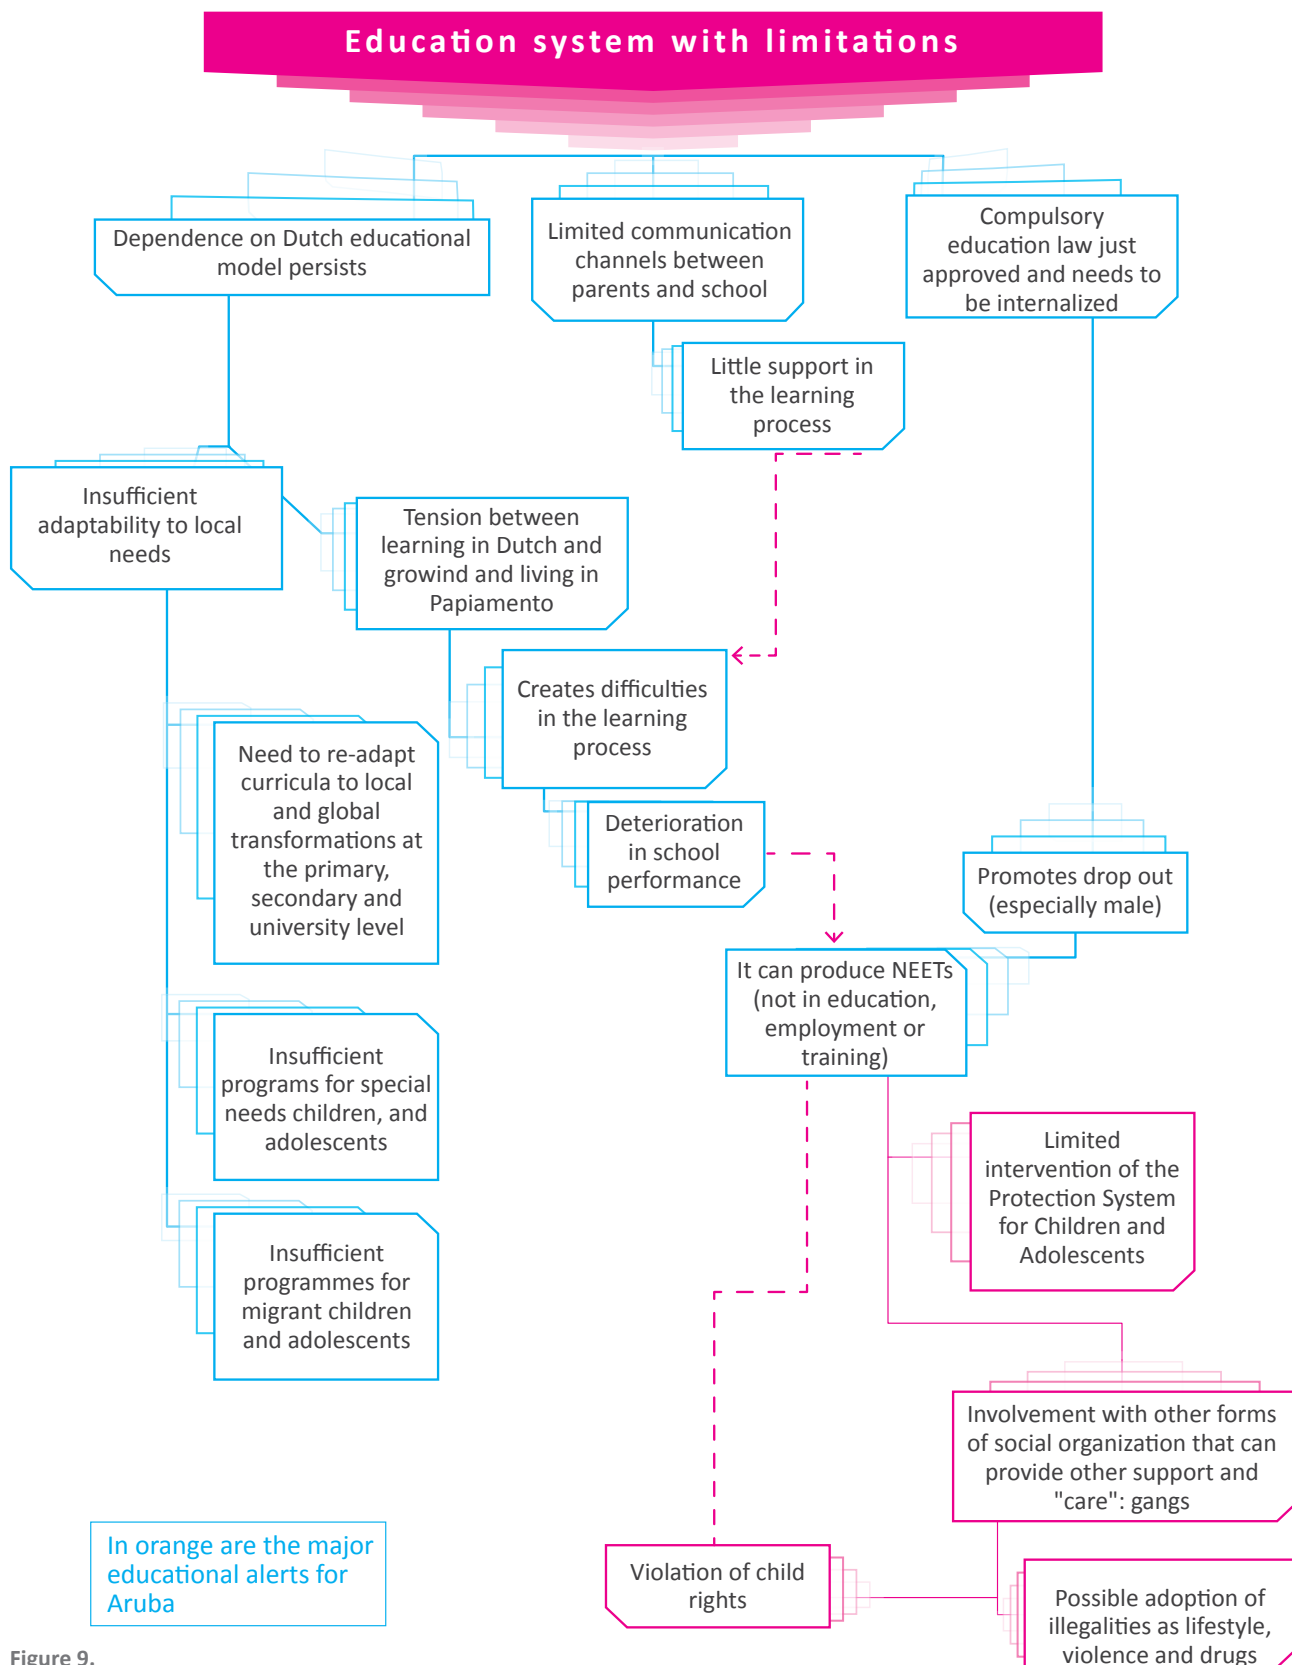 Education system with limitations
Dependence on Dutch educational
model persists
Limited communication
channels between
parents and school
Compulsory
education law just
approved and needs to
be internalized
Little support in
the learning
process
Insufficient
adaptability to local
needs
Tension between
learning in Dutch and
growind and living in
Papiamento
Creates difficulties
in the learning
process
Need to re-adapt
curricula to local
and global
transformations at
the primary,
secondary and
university level
Deterioration
in school
performance
Promotes drop out
(especially male)
It can produce NEETs
(not in education,
employment or
training)
Insufficient
programs for special
needs children, and
adolescents
Limited
intervention of the
Protection System
for Children and
Adolescents
Insufficient
programmes for
migrant children
and adolescents
Involvement with other forms
of social organization that can
provide other support and
"care": gangs
In orange are the major
educational alerts for
Aruba
Violation of child
rights
Possible adoption of
illegalities as lifestyle,
violence and drugs
Figure 9.